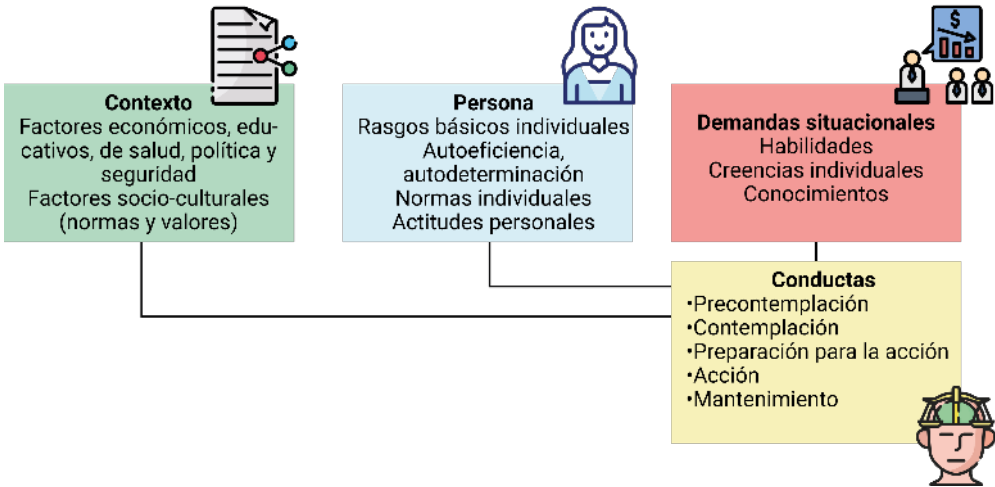 Contexto
Factores económicos, edu-
cativos, de salud, política y
seguridad
Factores socio-culturales
(normas y valores)
Persona
Rasgos básicos individuales
Autoeficiencia,
autodeterminación
Normas individuales
Actitudes personales
$
Demandas situacionales
Habilidades
Creencias individuales
Conocimientos
Conductas
•Precontemplación
•Contemplación
•Preparación para la acción
•Acción
•Mantenimiento